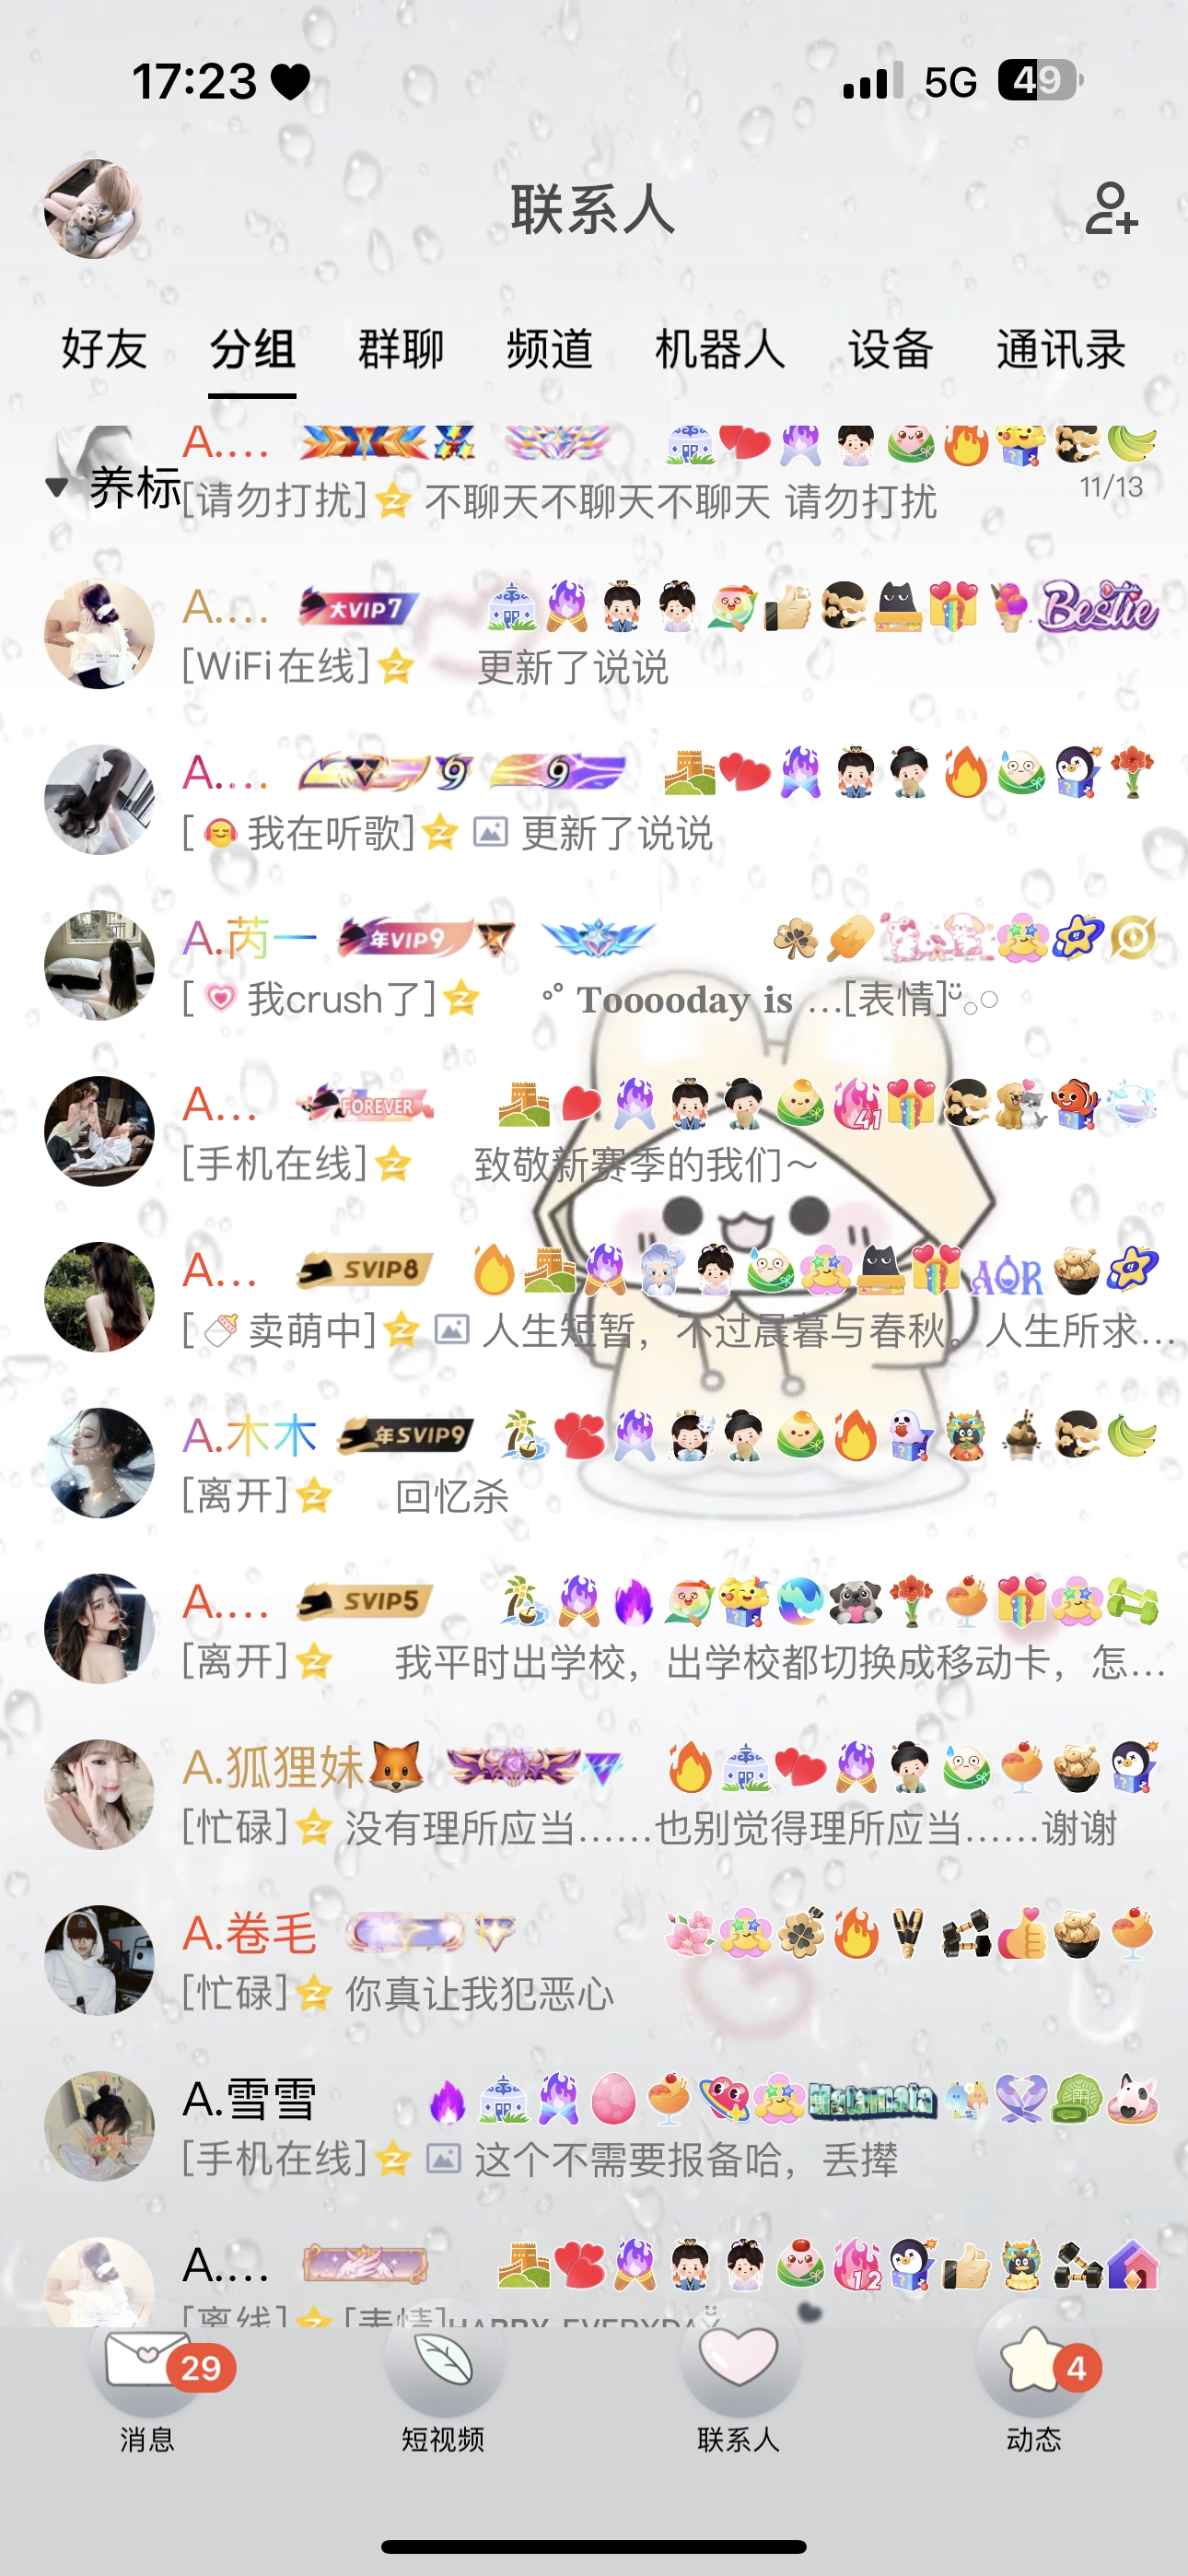 17:23 5G 49
联系人
好友 分组 群聊 频道 机器人 设备 通讯录
A....
养标 11/13
[请勿打扰] 不聊天不聊天不聊天 请勿打扰
A.... 大VIP7 Bestie
[WiFi在线] 更新了说说
A....
[我在听歌] 更新了说说
A.芮一 年VIP9
[我crush了] Tooooday is ...[表情]
A... FOREVER 41
[手机在线] 致敬新赛季的我们～
A... SVIP8 AQR
[卖萌中] 人生短暂，不过晨暮与春秋。人生所求...
A.木木 年SVIP9
[离开] 回忆杀
A.... SVIP5
[离开] 我平时出学校，出学校都切换成移动卡，怎...
A.狐狸妹
[忙碌] 没有理所应当……也别觉得理所应当……谢谢
A.卷毛
[忙碌] 你真让我犯恶心
A.雪雪
[手机在线] 这个不需要报备哈，丢撵
A.... 12
[离线] [表情]HAPPY EVERYDAY
29 4
消息 短视频 联系人 动态